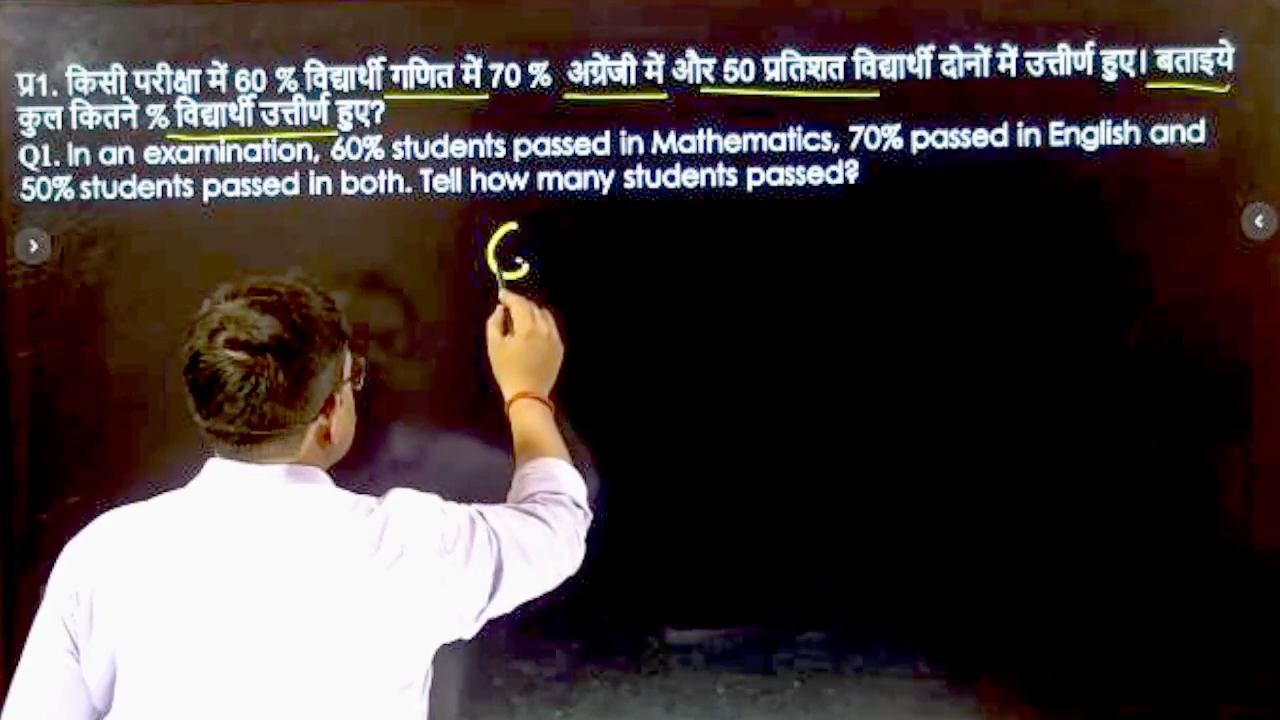 प्र1. किसी परीक्षा में 60 % विद्यार्थी गणित में 70 % अग्रेंजी में और 50 प्रतिशत विद्यार्थी दोनों में उत्तीर्ण हुए। बताइये
कुल कितने % विद्यार्थी उत्तीर्ण हुए?
Q1. In an examination, 60% students passed in Mathematics, 70% passed in English and
50% students passed in both. Tell how many students passed?